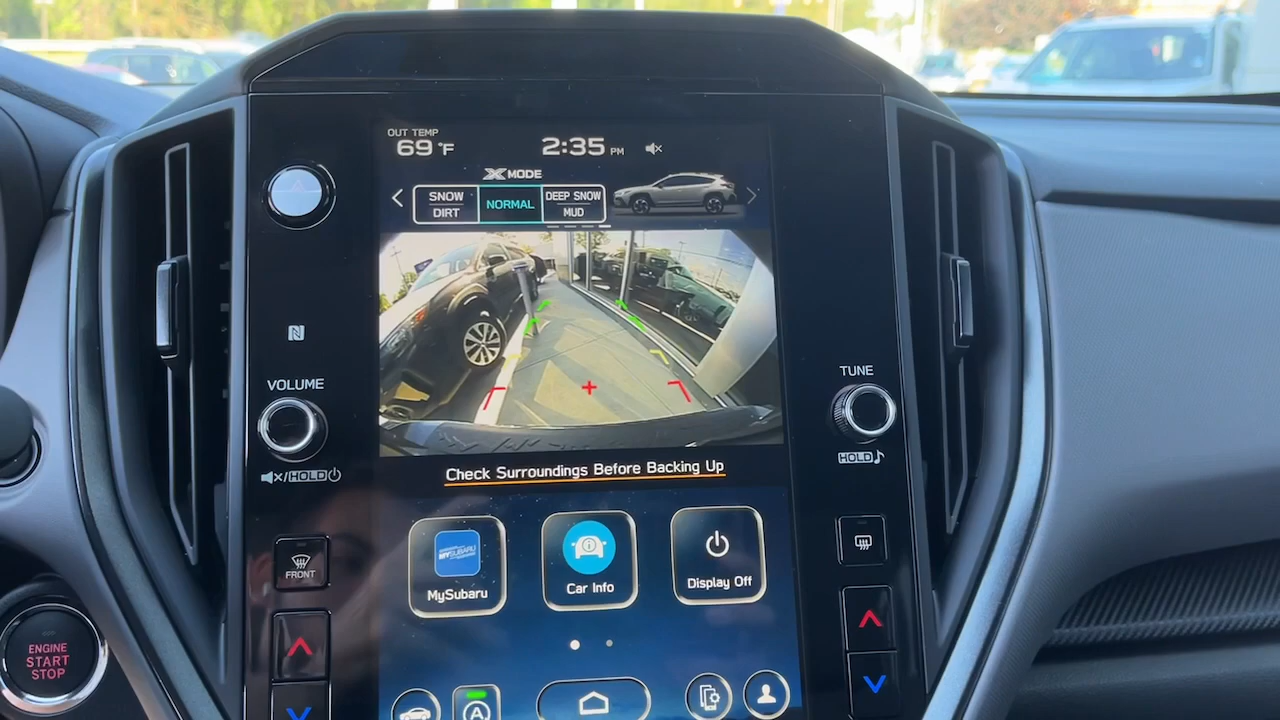 OUT TEMP
69 °F
2:35 PM
X MODE
SNOW
DIRT
NORMAL
DEEP SNOW
MUD
N
VOLUME
/HOLD
TUNE
HOLD
Check Surroundings Before Backing Up
MYSUBARU
MySubaru
Car Info
Display Off
FRONT
ENGINE
START
STOP
A